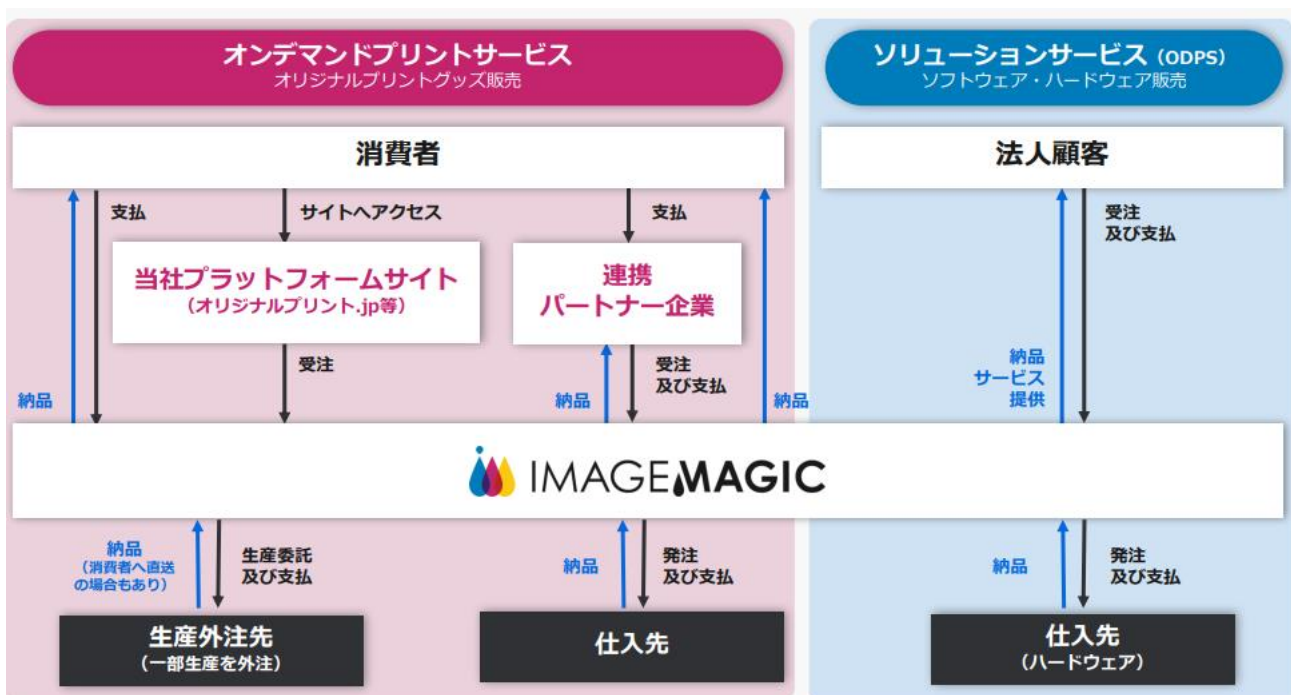 オンデマンドプリントサービス
オリジナルプリントグッズ販売
ソリューションサービス（ODPS）
ソフトウェア・ハードウェア販売
消費者
法人顧客
支払
サイトへアクセス
支払
受注
及び支払
当社プラットフォームサイト
（オリジナルプリント.jp等）
連携
パートナー企業
納品
受注
納品
受注
及び支払
納品
納品
サービス
提供
IMAGEMAGIC
納品
（消費者へ直送
の場合もあり）
生産委託
及び支払
納品
発注
及び支払
納品
発注
及び支払
生産外注先
（一部生産を外注）
仕入先
仕入先
（ハードウェア）